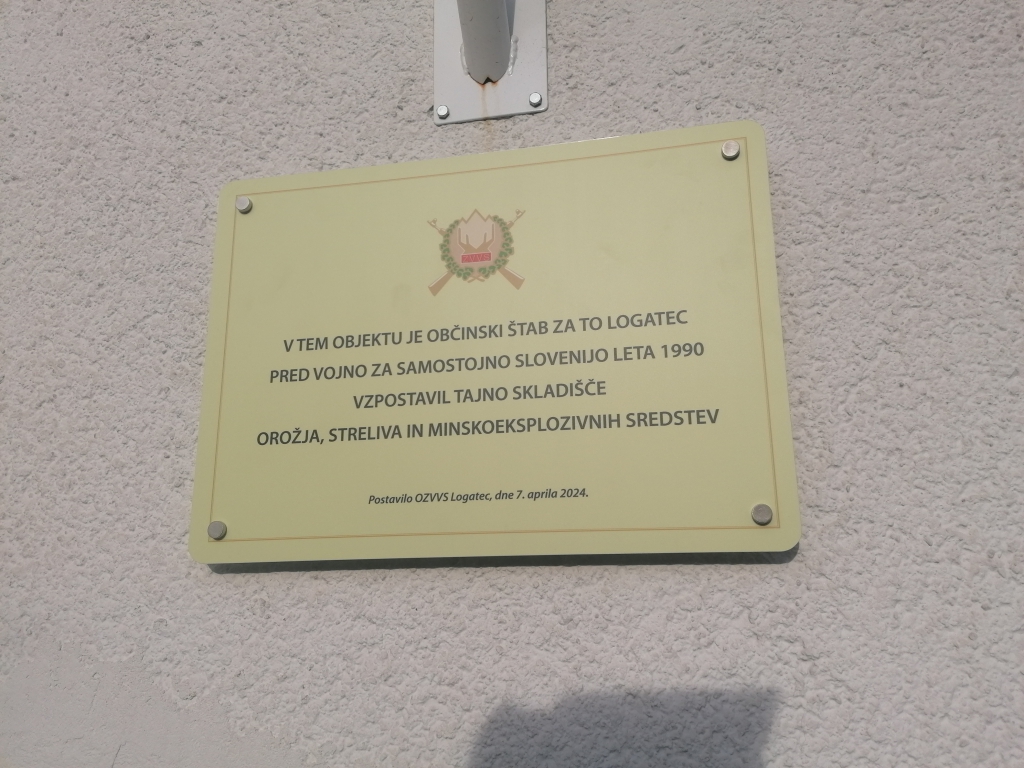 ZVVS
V TEM OBJEKTU JE OBČINSKI ŠTAB ZA TO LOGATEC
PRED VOJNO ZA SAMOSTOJNO SLOVENIJO LETA 1990
VZPOSTAVIL TAJNO SKLADIŠČE
OROŽJA, STRELIVA IN MINSKOEKSPLOZIVNIH SREDSTEV
Postavilo OZVVS Logatec, dne 7. aprila 2024.